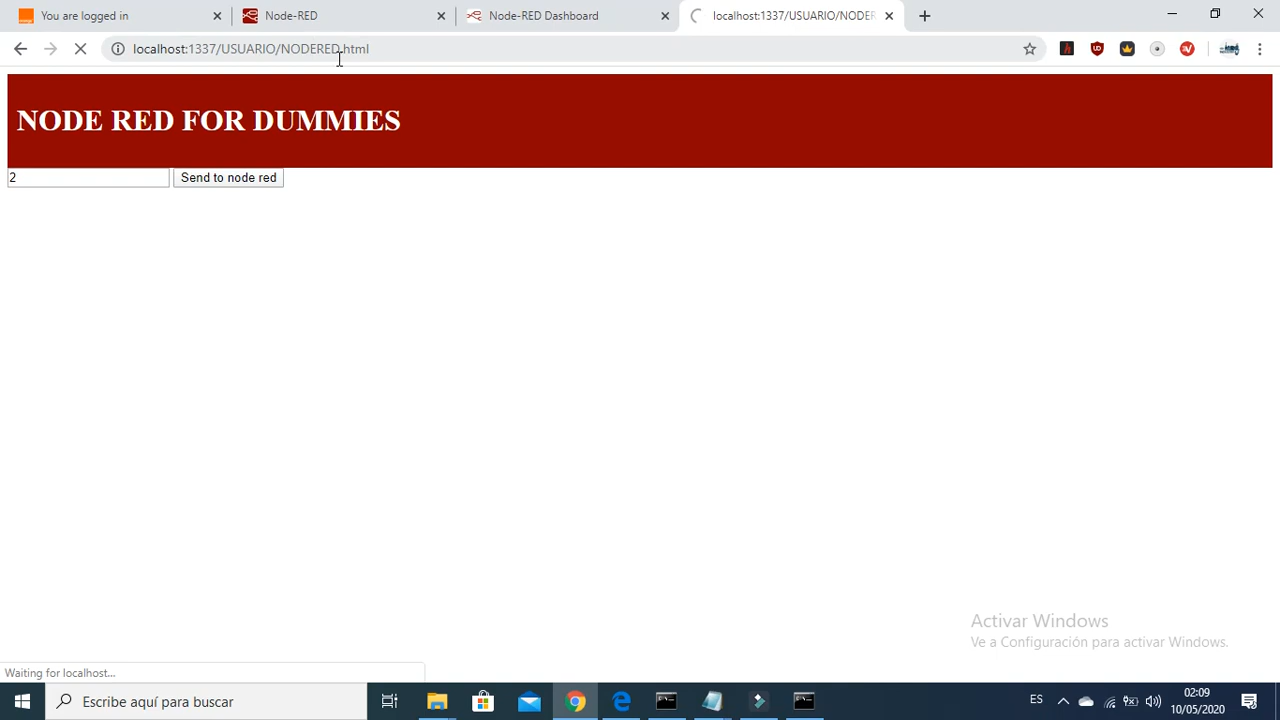 You are logged in
Node-RED
Node-RED Dashboard
localhost:1337/USUARIO/NODER
localhost:1337/USUARIO/NODERED.html
NODE RED FOR DUMMIES
2
Send to node red
Activar Windows
Ve a Configuración para activar Windows.
Waiting for localhost...
Escribe aquí para buscar
ES
02:09
10/05/2020